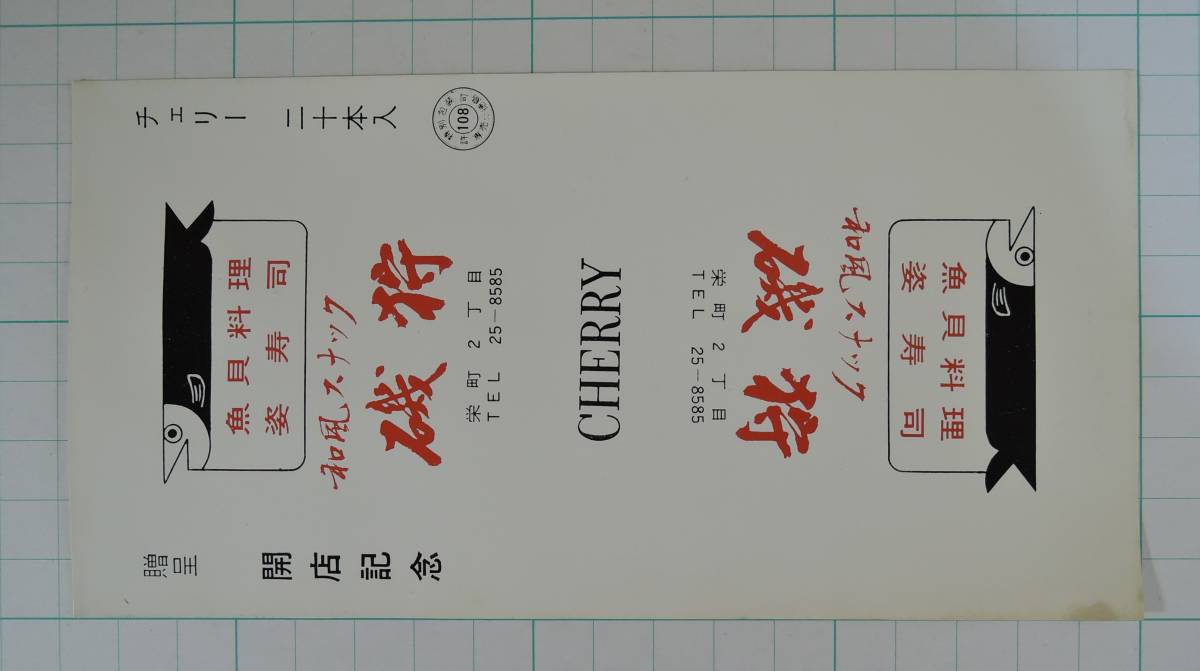 チェリー 二十本入
108
魚貝料理
姿寿司
和風スナック
磯狩
栄町2丁目
TEL 25-8585
CHERRY
和風スナック
磯狩
栄町2丁目
TEL 25-8585
魚貝料理
姿寿司
贈呈
開店記念